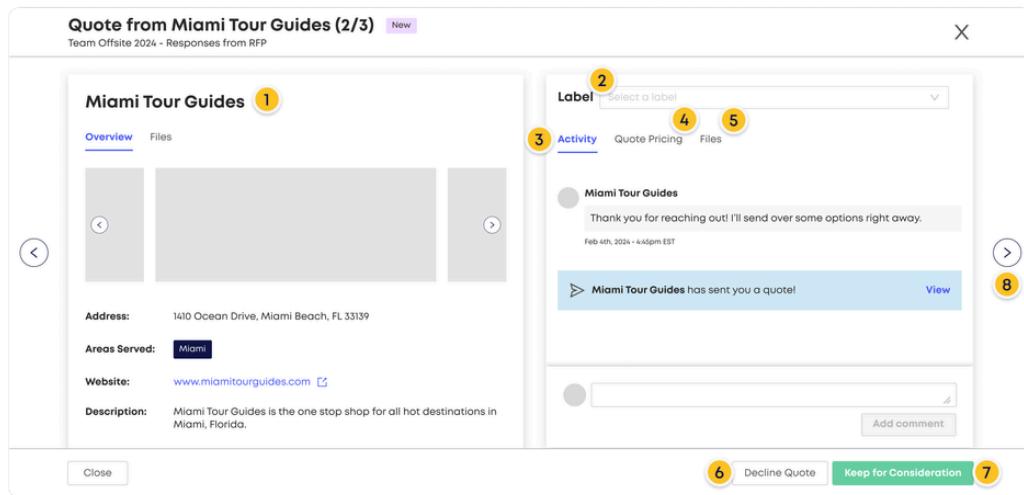 Quote from Miami Tour Guides (2/3) New
Team Offsite 2024 - Responses from RFP
Miami Tour Guides 1
Overview Files
Address: 1410 Ocean Drive, Miami Beach, FL 33139
Areas Served: Miami
Website: www.miamitourguides.com
Description: Miami Tour Guides is the one stop shop for all hot destinations in
Miami, Florida.
2
Label Select a label
4 5
3 Activity Quote Pricing Files
Miami Tour Guides
Thank you for reaching out! I'll send over some options right away.
Feb 4th, 2024 - 4:45pm EST
Miami Tour Guides has sent you a quote! View
8
Add comment
Close 6 Decline Quote Keep for Consideration 7